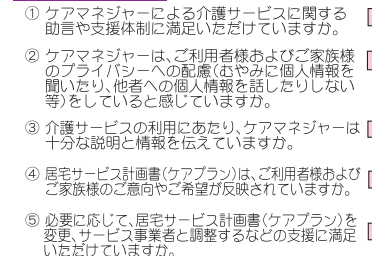 ① ケアマネジャーによる介護サービスに関する
助言や支援体制に満足いただけていますか。
② ケアマネジャーは、ご利用者様およびご家族様
のプライバシーへの配慮(むやみに個人情報を
聞いたり、他者への個人情報を話したりしない
等)をしていると感じていますか。
③ 介護サービスの利用にあたり、ケアマネジャーは
十分な説明と情報を伝えていますか。
④ 居宅サービス計画書(ケアプラン)は、ご利用者様および
ご家族様のご意向やご希望が反映されていますか。
⑤ 必要に応じて、居宅サービス計画書(ケアプラン)を
変更、サービス事業者と調整するなどの支援に満足
いただけていますか。